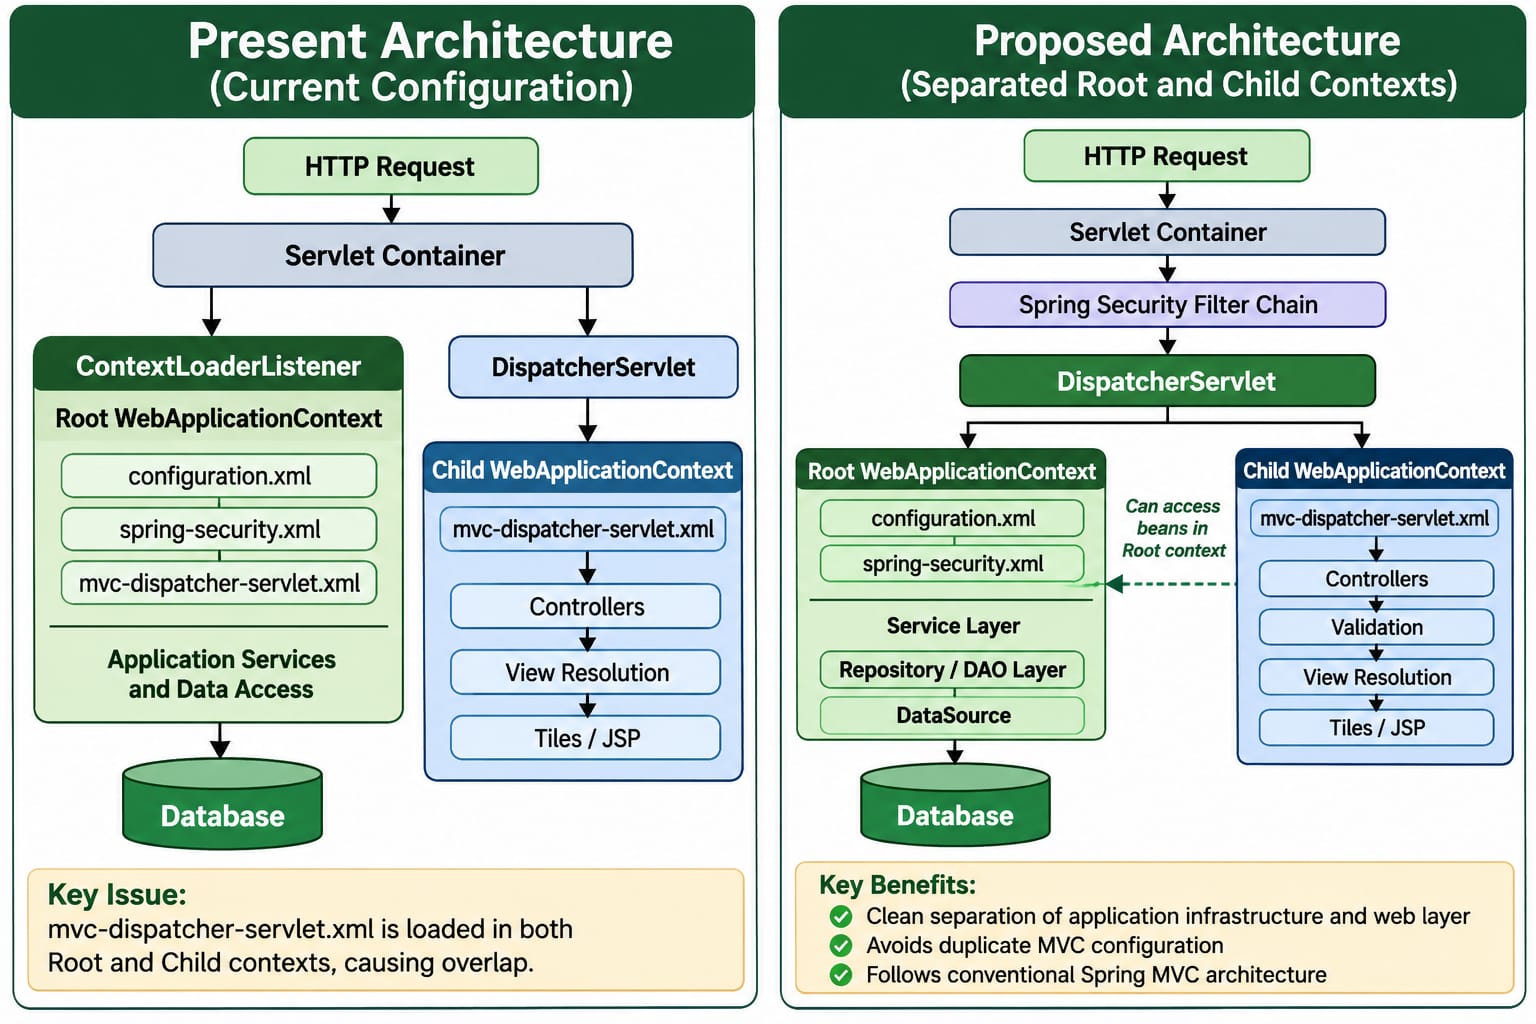 Present Architecture
(Current Configuration)
HTTP Request
Servlet Container
ContextLoaderListener
Root WebApplicationContext
configuration.xml
spring-security.xml
mvc-dispatcher-servlet.xml
Application Services
and Data Access
Database
DispatcherServlet
Child WebApplicationContext
mvc-dispatcher-servlet.xml
Controllers
View Resolution
Tiles / JSP
Key Issue:
mvc-dispatcher-servlet.xml is loaded in both
Root and Child contexts, causing overlap.
Proposed Architecture
(Separated Root and Child Contexts)
HTTP Request
Servlet Container
Spring Security Filter Chain
DispatcherServlet
Root WebApplicationContext
configuration.xml
spring-security.xml
Service Layer
Repository / DAO Layer
DataSource
Database
Can access
beans in
Root context
Child WebApplicationContext
mvc-dispatcher-servlet.xml
Controllers
Validation
View Resolution
Tiles / JSP
Key Benefits:
Clean separation of application infrastructure and web layer
Avoids duplicate MVC configuration
Follows conventional Spring MVC architecture